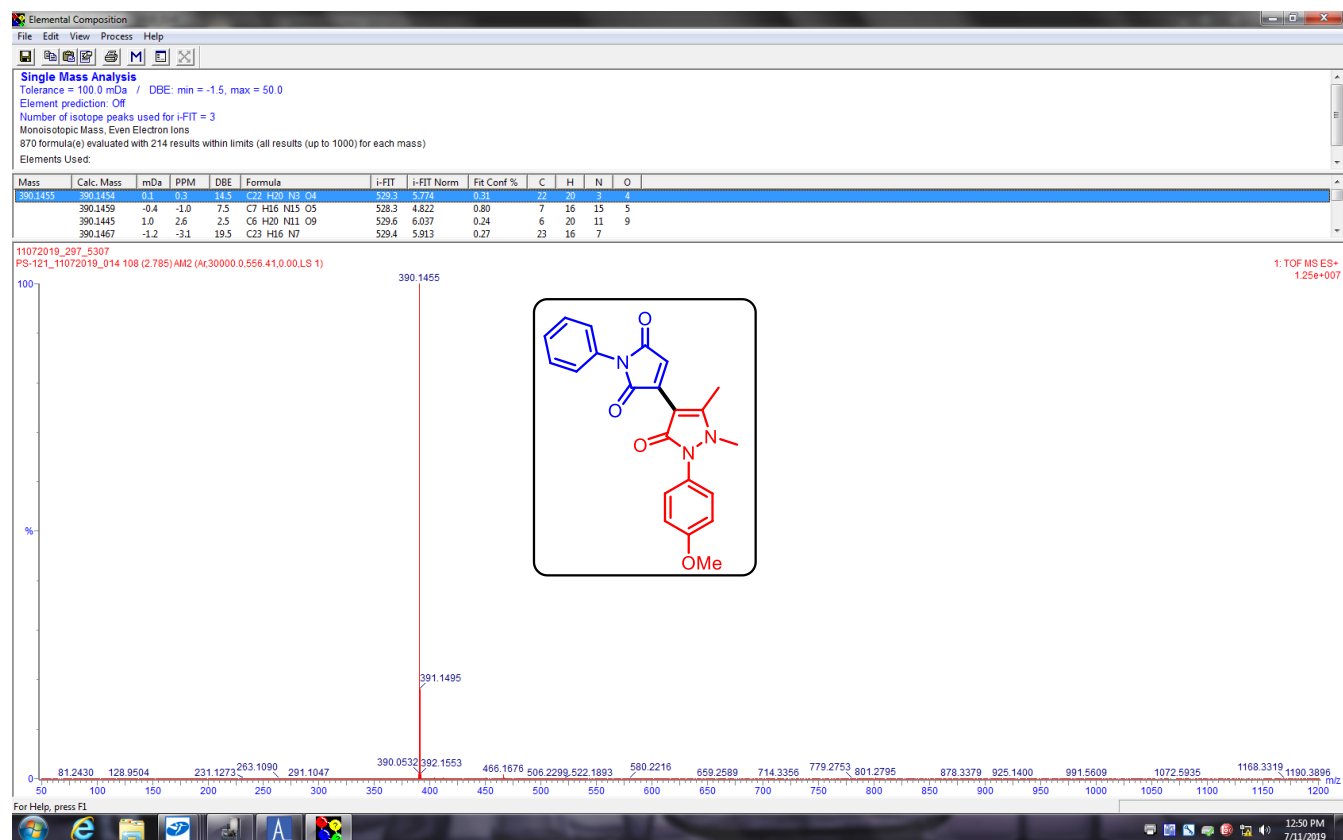 Elemental Composition
File Edit View Process Help
M
Single Mass Analysis
Tolerance = 100.0 mDa / DBE: min = -1.5, max = 50.0
Element prediction: Off
Number of isotope peaks used for i-FIT = 3
Monoisotopic Mass, Even Electron Ions
870 formula(e) evaluated with 214 results within limits (all results (up to 1000) for each mass)
Elements Used:
Mass Calc. Mass mDa PPM DBE Formula i-FIT i-FIT Norm Fit Conf % C H N O
390.1455 390.1454 0.1 0.3 14.5 C22 H20 N3 O4 529.3 5.774 0.31 22 20 3 4
390.1459 -0.4 -1.0 7.5 C7 H16 N15 O5 528.3 4.822 0.80 7 16 15 5
390.1445 1.0 2.6 2.5 C6 H20 N11 O9 529.6 6.037 0.24 6 20 11 9
390.1467 -1.2 -3.1 19.5 C23 H16 N7 529.4 5.913 0.27 23 16 7
11072019_297_5307
PS-121_11072019_014 108 (2.785) AM2 (Ar,30000.0,556.41,0.00,LS 1)
1: TOF MS ES+
1.25e+007
100
390.1455
O
N
O
O
N
N
OMe
%
391.1495
0
81.2430 128.9504 231.1273 263.1090 291.1047 390.0532 392.1553 466.1676 506.2299 522.1893 580.2216 659.2589 714.3356 779.2753 801.2795 878.3379 925.1400 991.5609 1072.5935 1168.3319 1190.3896
m/z
50 100 150 200 250 300 350 400 450 500 550 600 650 700 750 800 850 900 950 1000 1050 1100 1150 1200
For Help, press F1
12:50 PM
7/11/2019